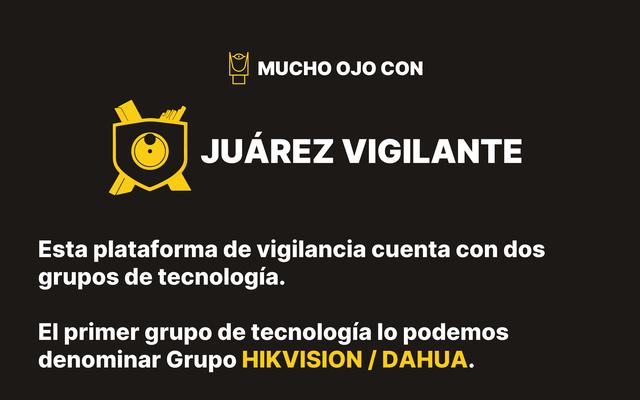 MUCHO OJO CON
JUÁREZ VIGILANTE
Esta plataforma de vigilancia cuenta con dos
grupos de tecnología.
El primer grupo de tecnología lo podemos
denominar Grupo HIKVISION / DAHUA.